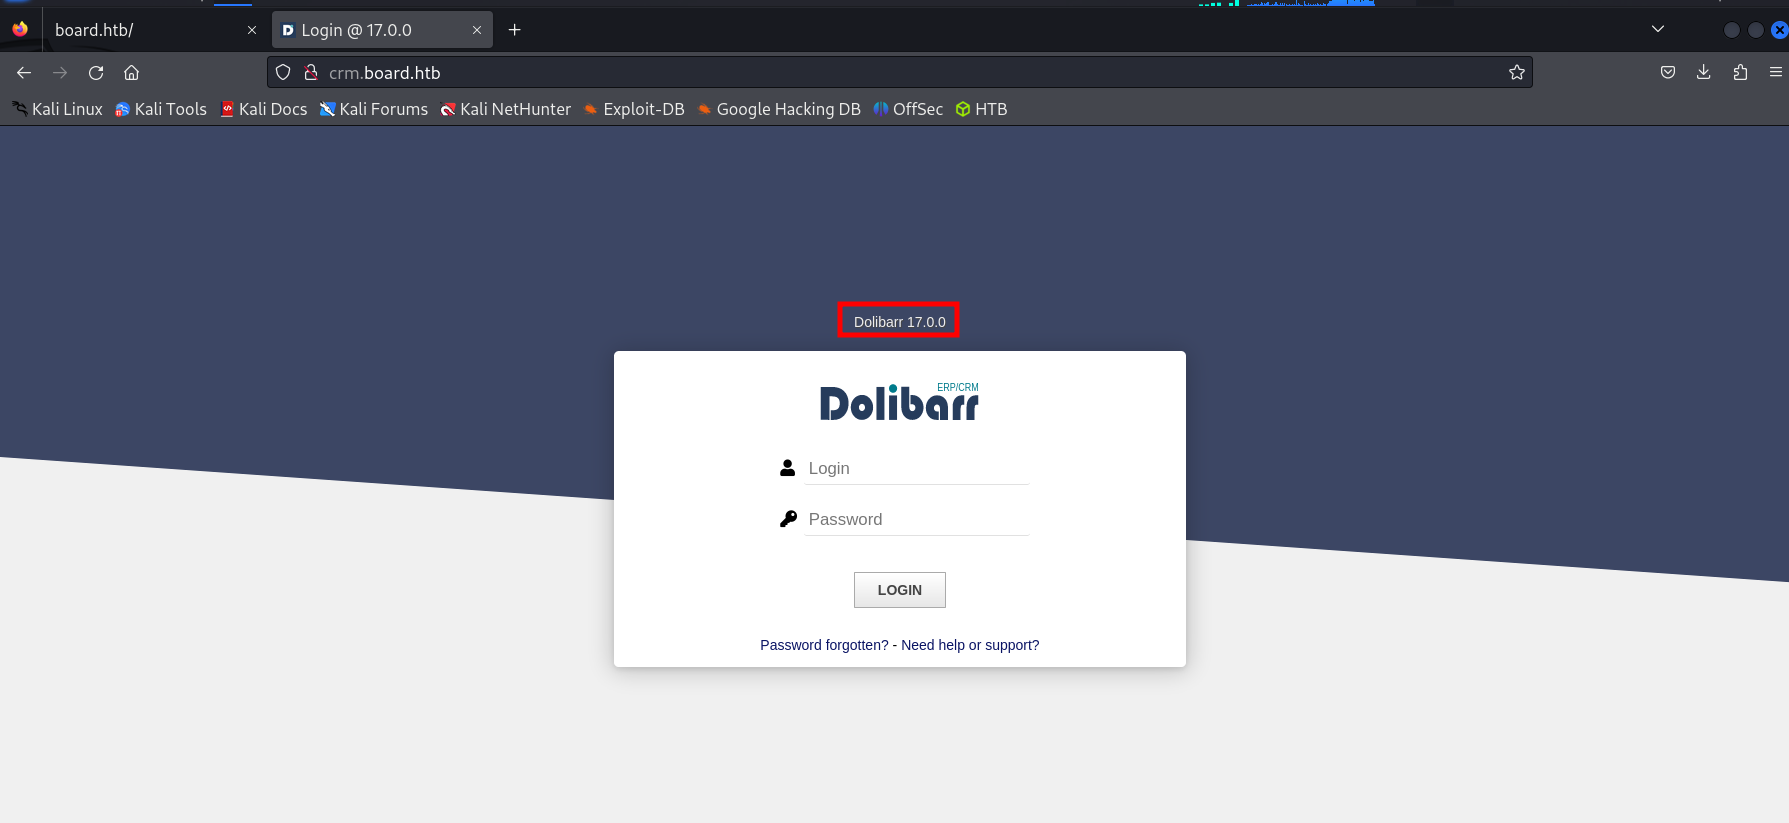 board.htb/
Login @ 17.0.0
crm.board.htb
Kali Linux Kali Tools Kali Docs Kali Forums Kali NetHunter Exploit-DB Google Hacking DB OffSec HTB
Dolibarr 17.0.0
Dolibarr ERP/CRM
Login
Password
LOGIN
Password forgotten? - Need help or support?